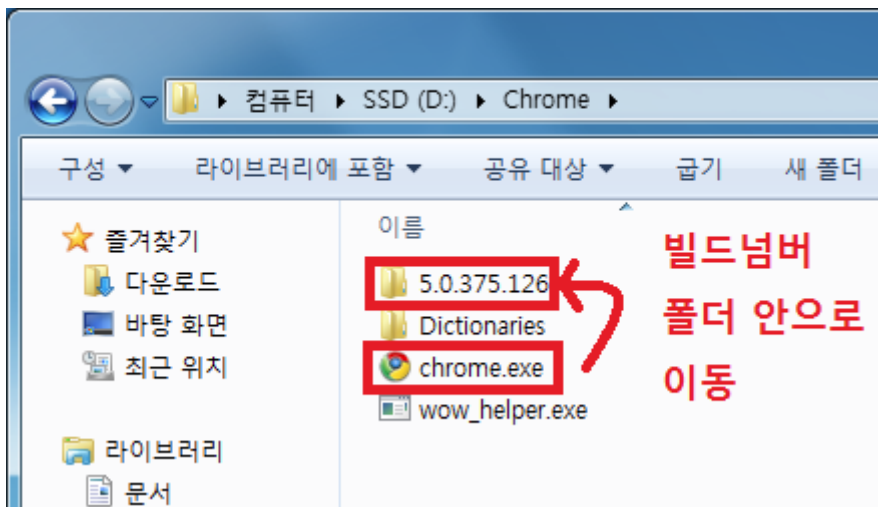 컴퓨터 ▸ SSD (D:) ▸ Chrome ▸
구성 라이브러리에 포함 공유 대상 굽기 새 폴더
이름
즐겨찾기
다운로드
바탕 화면
최근 위치
라이브러리
문서
5.0.375.126
Dictionaries
chrome.exe
wow_helper.exe
빌드넘버
폴더 안으로
이동